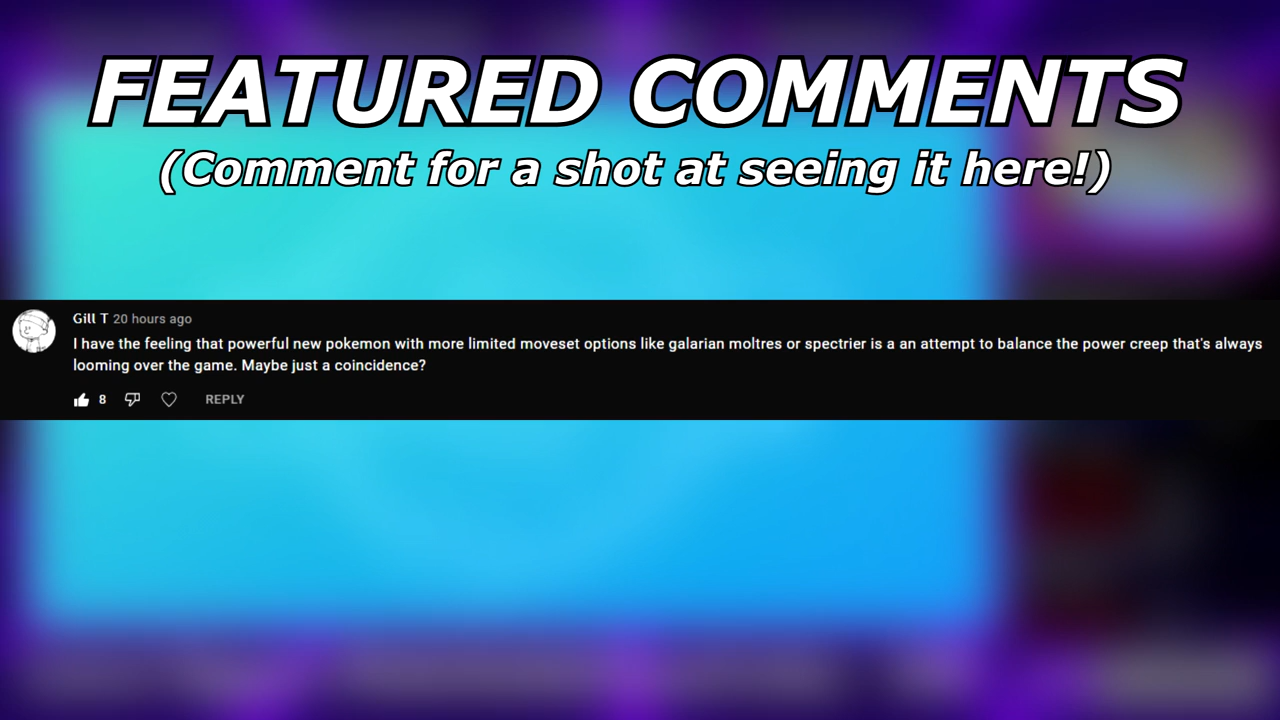 FEATURED COMMENTS
(Comment for a shot at seeing it here!)
Gill T 20 hours ago
I have the feeling that powerful new pokemon with more limited moveset options like galarian moltres or spectrier is a an attempt to balance the power creep that's always
looming over the game. Maybe just a coincidence?
8 REPLY